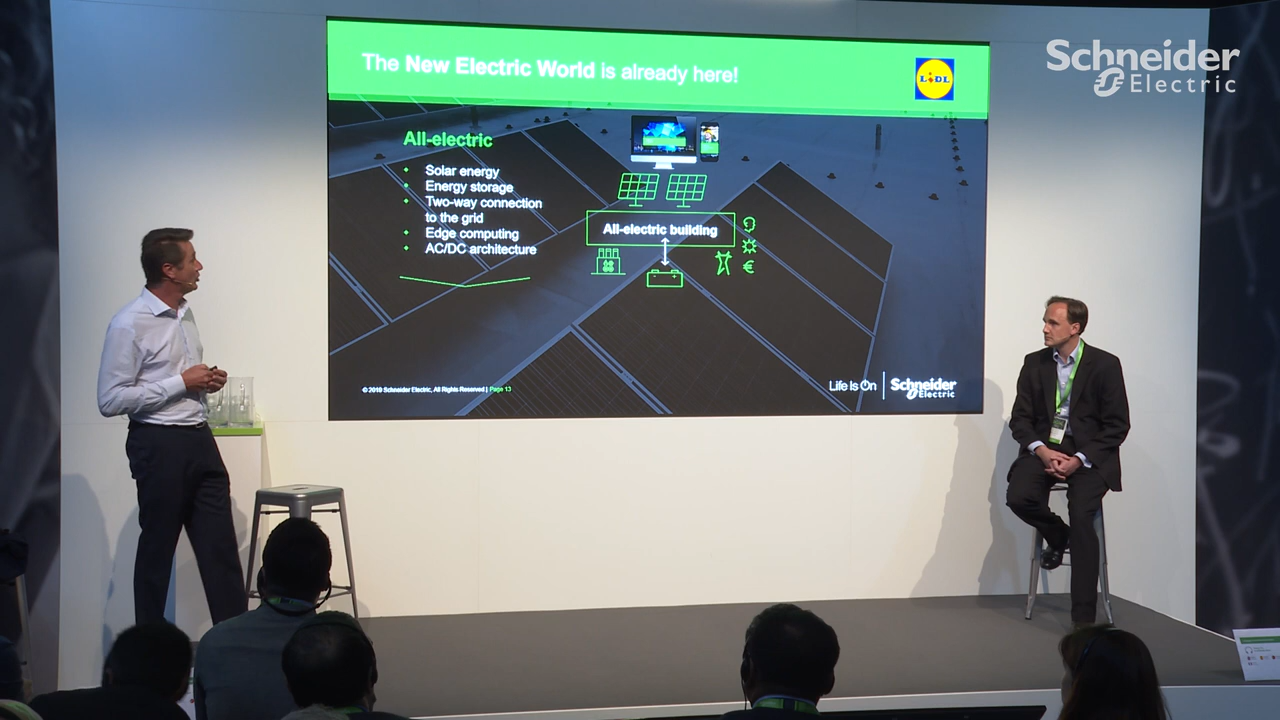 Schneider
Electric
The New Electric World is already here!
LIDL
All-electric
• Solar energy
• Energy storage
• Two-way connection
to the grid
• Edge computing
• AC/DC architecture
All-electric building
€
© 2019 Schneider Electric, All Rights Reserved | Page 13
Life Is On
Schneider
Electric